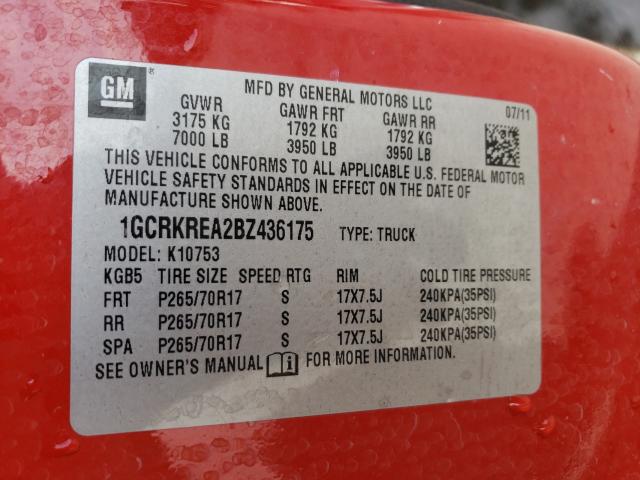 GM
MFD BY GENERAL MOTORS LLC
07/11
GVWR GAWR FRT GAWR RR
3175 KG 1792 KG 1792 KG
7000 LB 3950 LB 3950 LB
THIS VEHICLE CONFORMS TO ALL APPLICABLE U.S. FEDERAL MOTOR
VEHICLE SAFETY STANDARDS IN EFFECT ON THE DATE OF
MANUFACTURE SHOWN ABOVE.
1GCRKREA2BZ436175 TYPE: TRUCK
MODEL: K10753
KGB5 TIRE SIZE SPEED RTG RIM COLD TIRE PRESSURE
FRT P265/70R17 S 17X7.5J 240KPA(35PSI)
RR P265/70R17 S 17X7.5J 240KPA(35PSI)
SPA P265/70R17 S 17X7.5J 240KPA(35PSI)
SEE OWNER'S MANUAL FOR MORE INFORMATION.